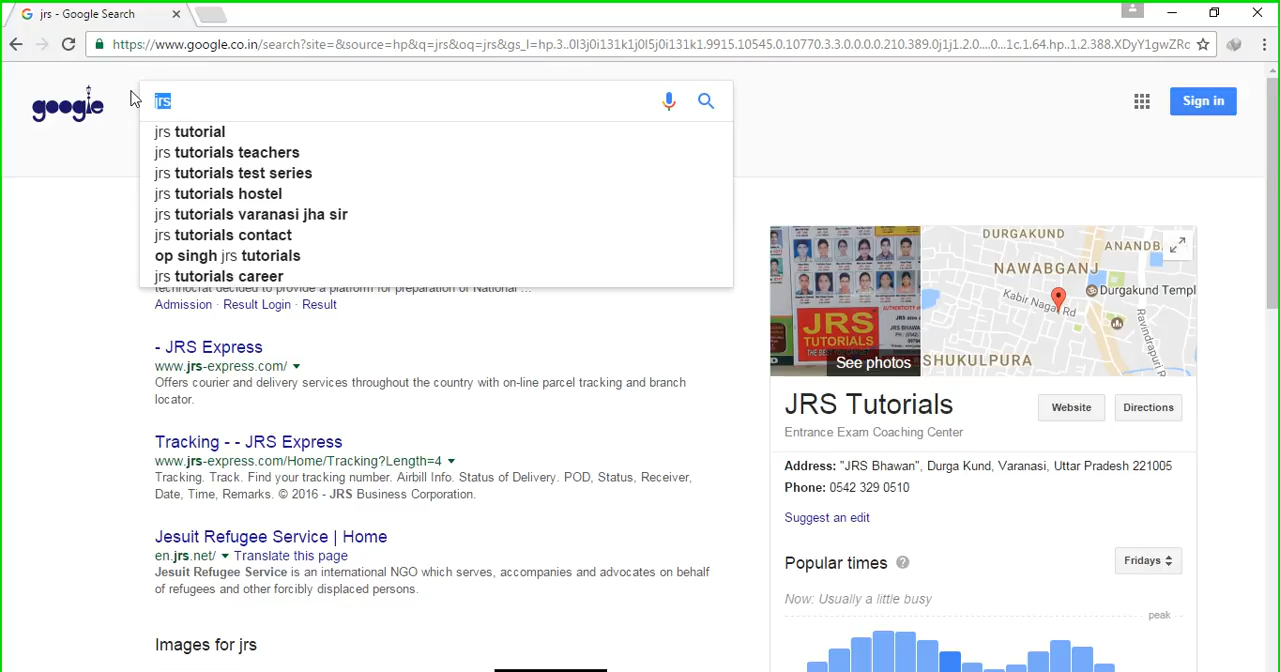 jrs - Google Search
https://www.google.co.in/search?site=&source=hp&q=jrs&oq=jrs&gs_l=hp.3..0l3j0i131k1j0l5j0i131k1.9915.10545.0.10770.3.3.0.0.0.0.210.389.0j1j1.2.0....0...1c.1.64.hp..1.2.388.XDyY1gwZRc
google
jrs
Sign in
jrs tutorial
jrs tutorials teachers
jrs tutorials test series
jrs tutorials hostel
jrs tutorials varanasi jha sir
jrs tutorials contact
op singh jrs tutorials
jrs tutorials career
technocrat decided to provide a platform for preparation of National ...
Admission · Result Login · Result
- JRS Express
www.jrs-express.com/
Offers courier and delivery services throughout the country with on-line parcel tracking and branch
locator.
Tracking - - JRS Express
www.jrs-express.com/Home/Tracking?Length=4
Tracking. Track. Find your tracking number. Airbill Info. Status of Delivery. POD, Status, Receiver,
Date, Time, Remarks. © 2016 - JRS Business Corporation.
Jesuit Refugee Service | Home
en.jrs.net/ Translate this page
Jesuit Refugee Service is an international NGO which serves, accompanies and advocates on behalf
of refugees and other forcibly displaced persons.
Images for jrs
JRS
TUTORIALS
See photos
DURGAKUND
ANANDB
NAWABGANJ
Durgakund Templ
Kabir Nagar Rd
Ravindrapuri Rd
SHUKULPURA
JRS Tutorials
Website
Directions
Entrance Exam Coaching Center
Address: "JRS Bhawan", Durga Kund, Varanasi, Uttar Pradesh 221005
Phone: 0542 329 0510
Suggest an edit
Popular times
Fridays
Now: Usually a little busy
peak